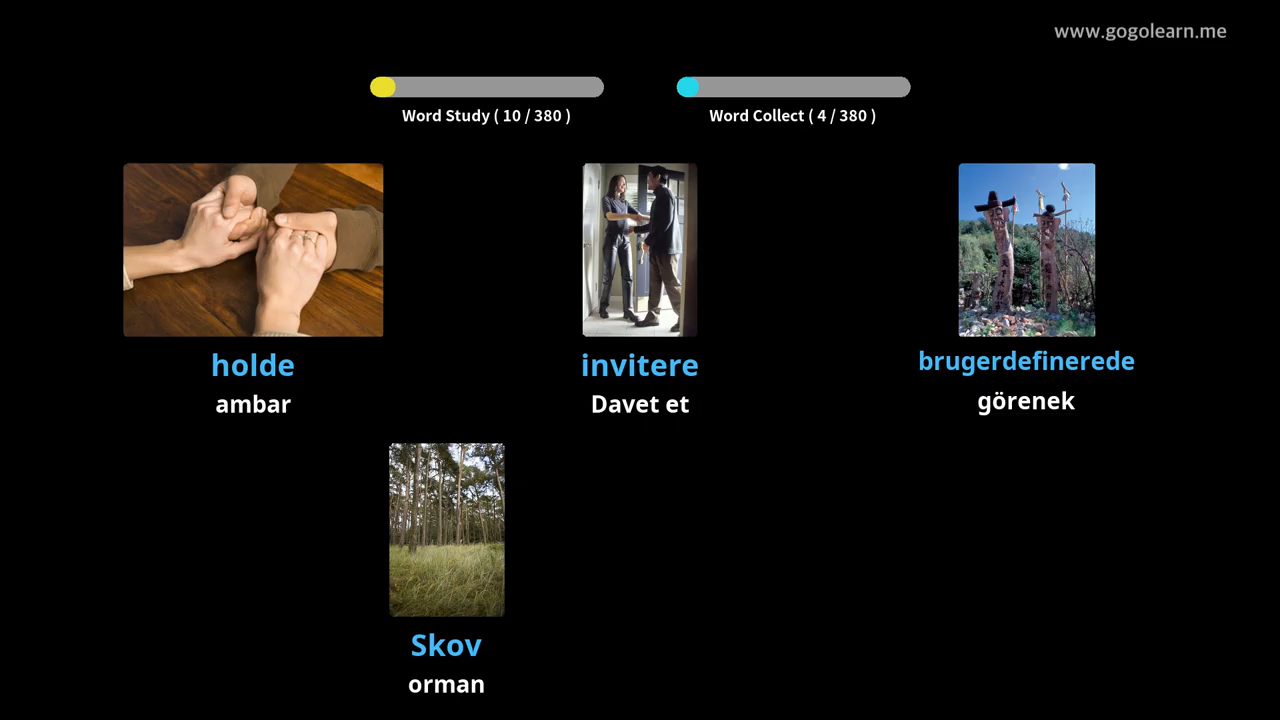 www.gogolearn.me
Word Study ( 10 / 380 )
Word Collect ( 4 / 380 )
holde
ambar
invitere
Davet et
brugerdefinerede
görenek
Skov
orman